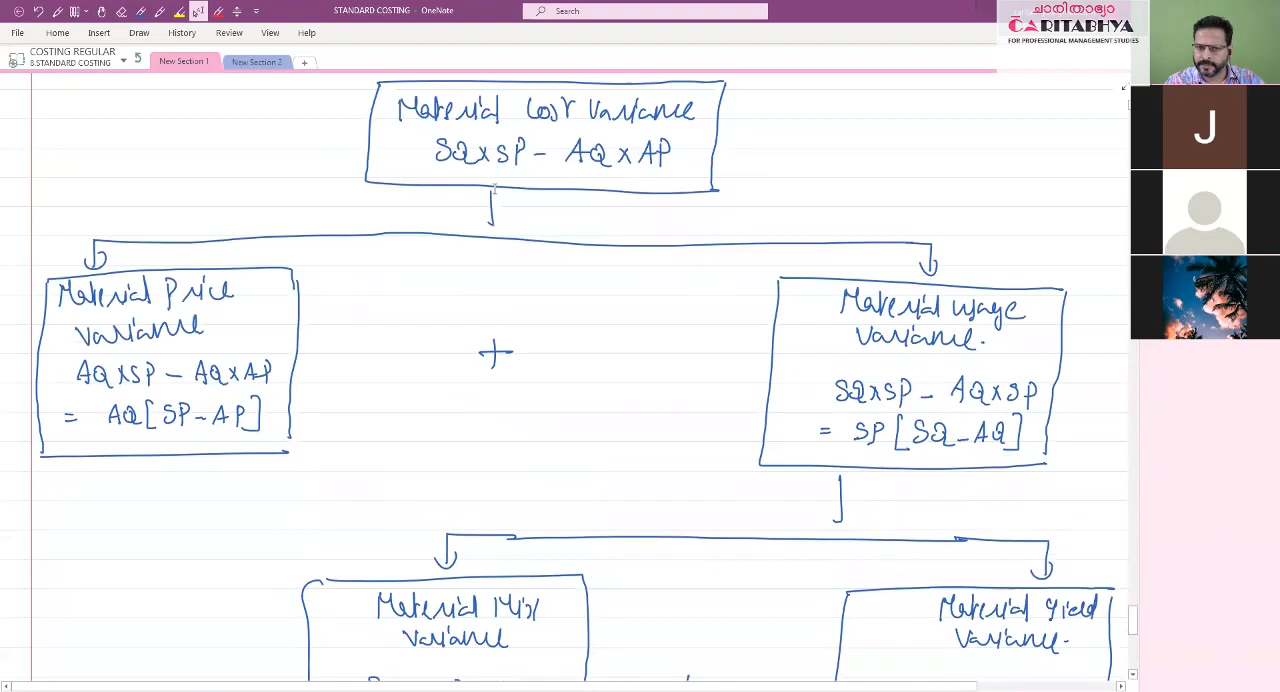 STANDARD COSTING - OneNote
Search
ചാരിതാഭ്യാ
CARITABHYA
FOR PROFESSIONAL MANAGEMENT STUDIES
File Home Insert Draw History Review View Help
COSTING REGULAR
8.STANDARD COSTING
New Section 1
New Section 2
Material Cost Variance
SQ×SP - AQ×AP
Material Price
Variance
AQ×SP - AQ×AP
= AQ[SP-AP]
+
Material usage
Variance.
SQ×SP - AQ×SP
= SP[SQ-AQ]
Material Mix
Variance
Material Yield
Variance.
J